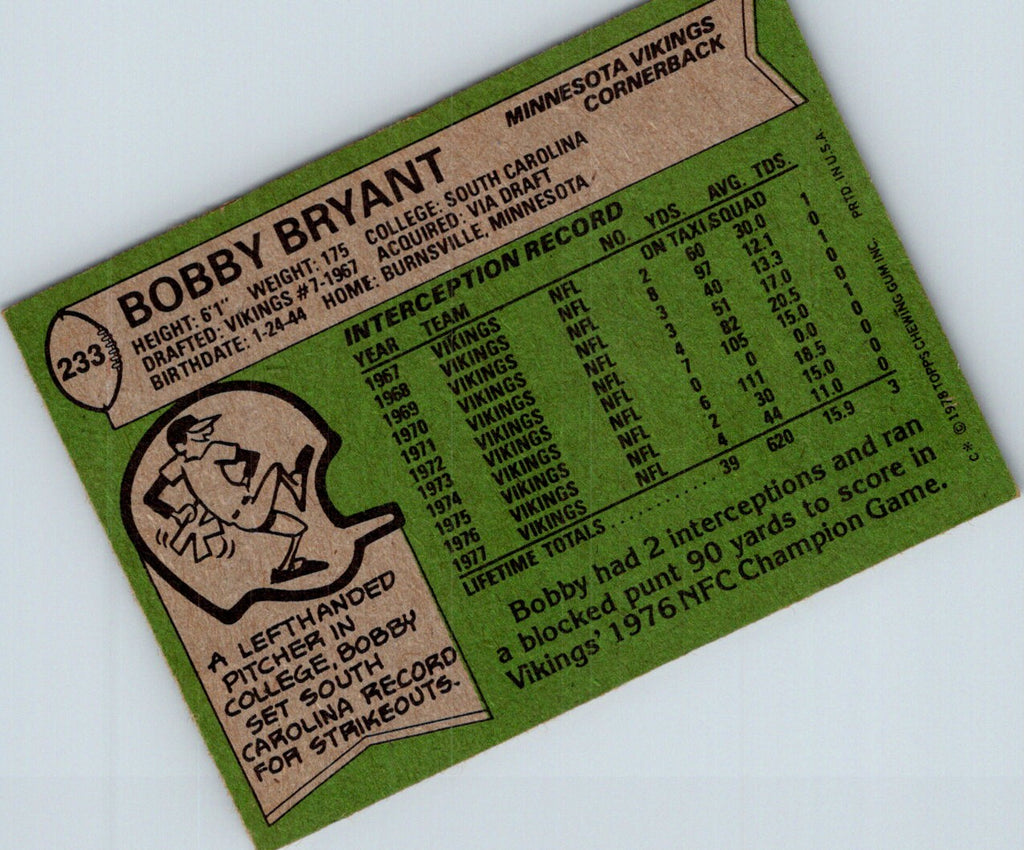 MINNESOTA VIKINGS
CORNERBACK
233
BOBBY BRYANT
HEIGHT: 6'1" WEIGHT: 175 COLLEGE: SOUTH CAROLINA
DRAFTED: VIKINGS #7-1967 ACQUIRED: VIA DRAFT
BIRTHDATE: 1-24-44 HOME: BURNSVILLE, MINNESOTA
INTERCEPTION RECORD
YEAR TEAM NO. YDS. AVG. TDS.
1967 VIKINGS NFL ON TAXI SQUAD
1968 VIKINGS NFL 2 60 30.0 1
1969 VIKINGS NFL 8 97 12.1 0
1970 VIKINGS NFL 3 40 13.3 1
1971 VIKINGS NFL 3 51 17.0 0
1972 VIKINGS NFL 4 82 20.5 0
1973 VIKINGS NFL 7 105 15.0 1
1974 VIKINGS NFL 0 0 0.0 0
1975 VIKINGS NFL 6 111 18.5 0
1976 VIKINGS NFL 2 30 15.0 0
1977 VIKINGS NFL 4 44 11.0 0
LIFETIME TOTALS .......... 39 620 15.9 3
A LEFTHANDED
PITCHER IN
COLLEGE, BOBBY
SET SOUTH
CAROLINA RECORD
FOR STRIKEOUTS.
Bobby had 2 interceptions and ran
a blocked punt 90 yards to score in
Vikings' 1976 NFC Champion Game.
C** ©1978 TOPPS CHEWING GUM INC. PRTD. IN U.S.A.